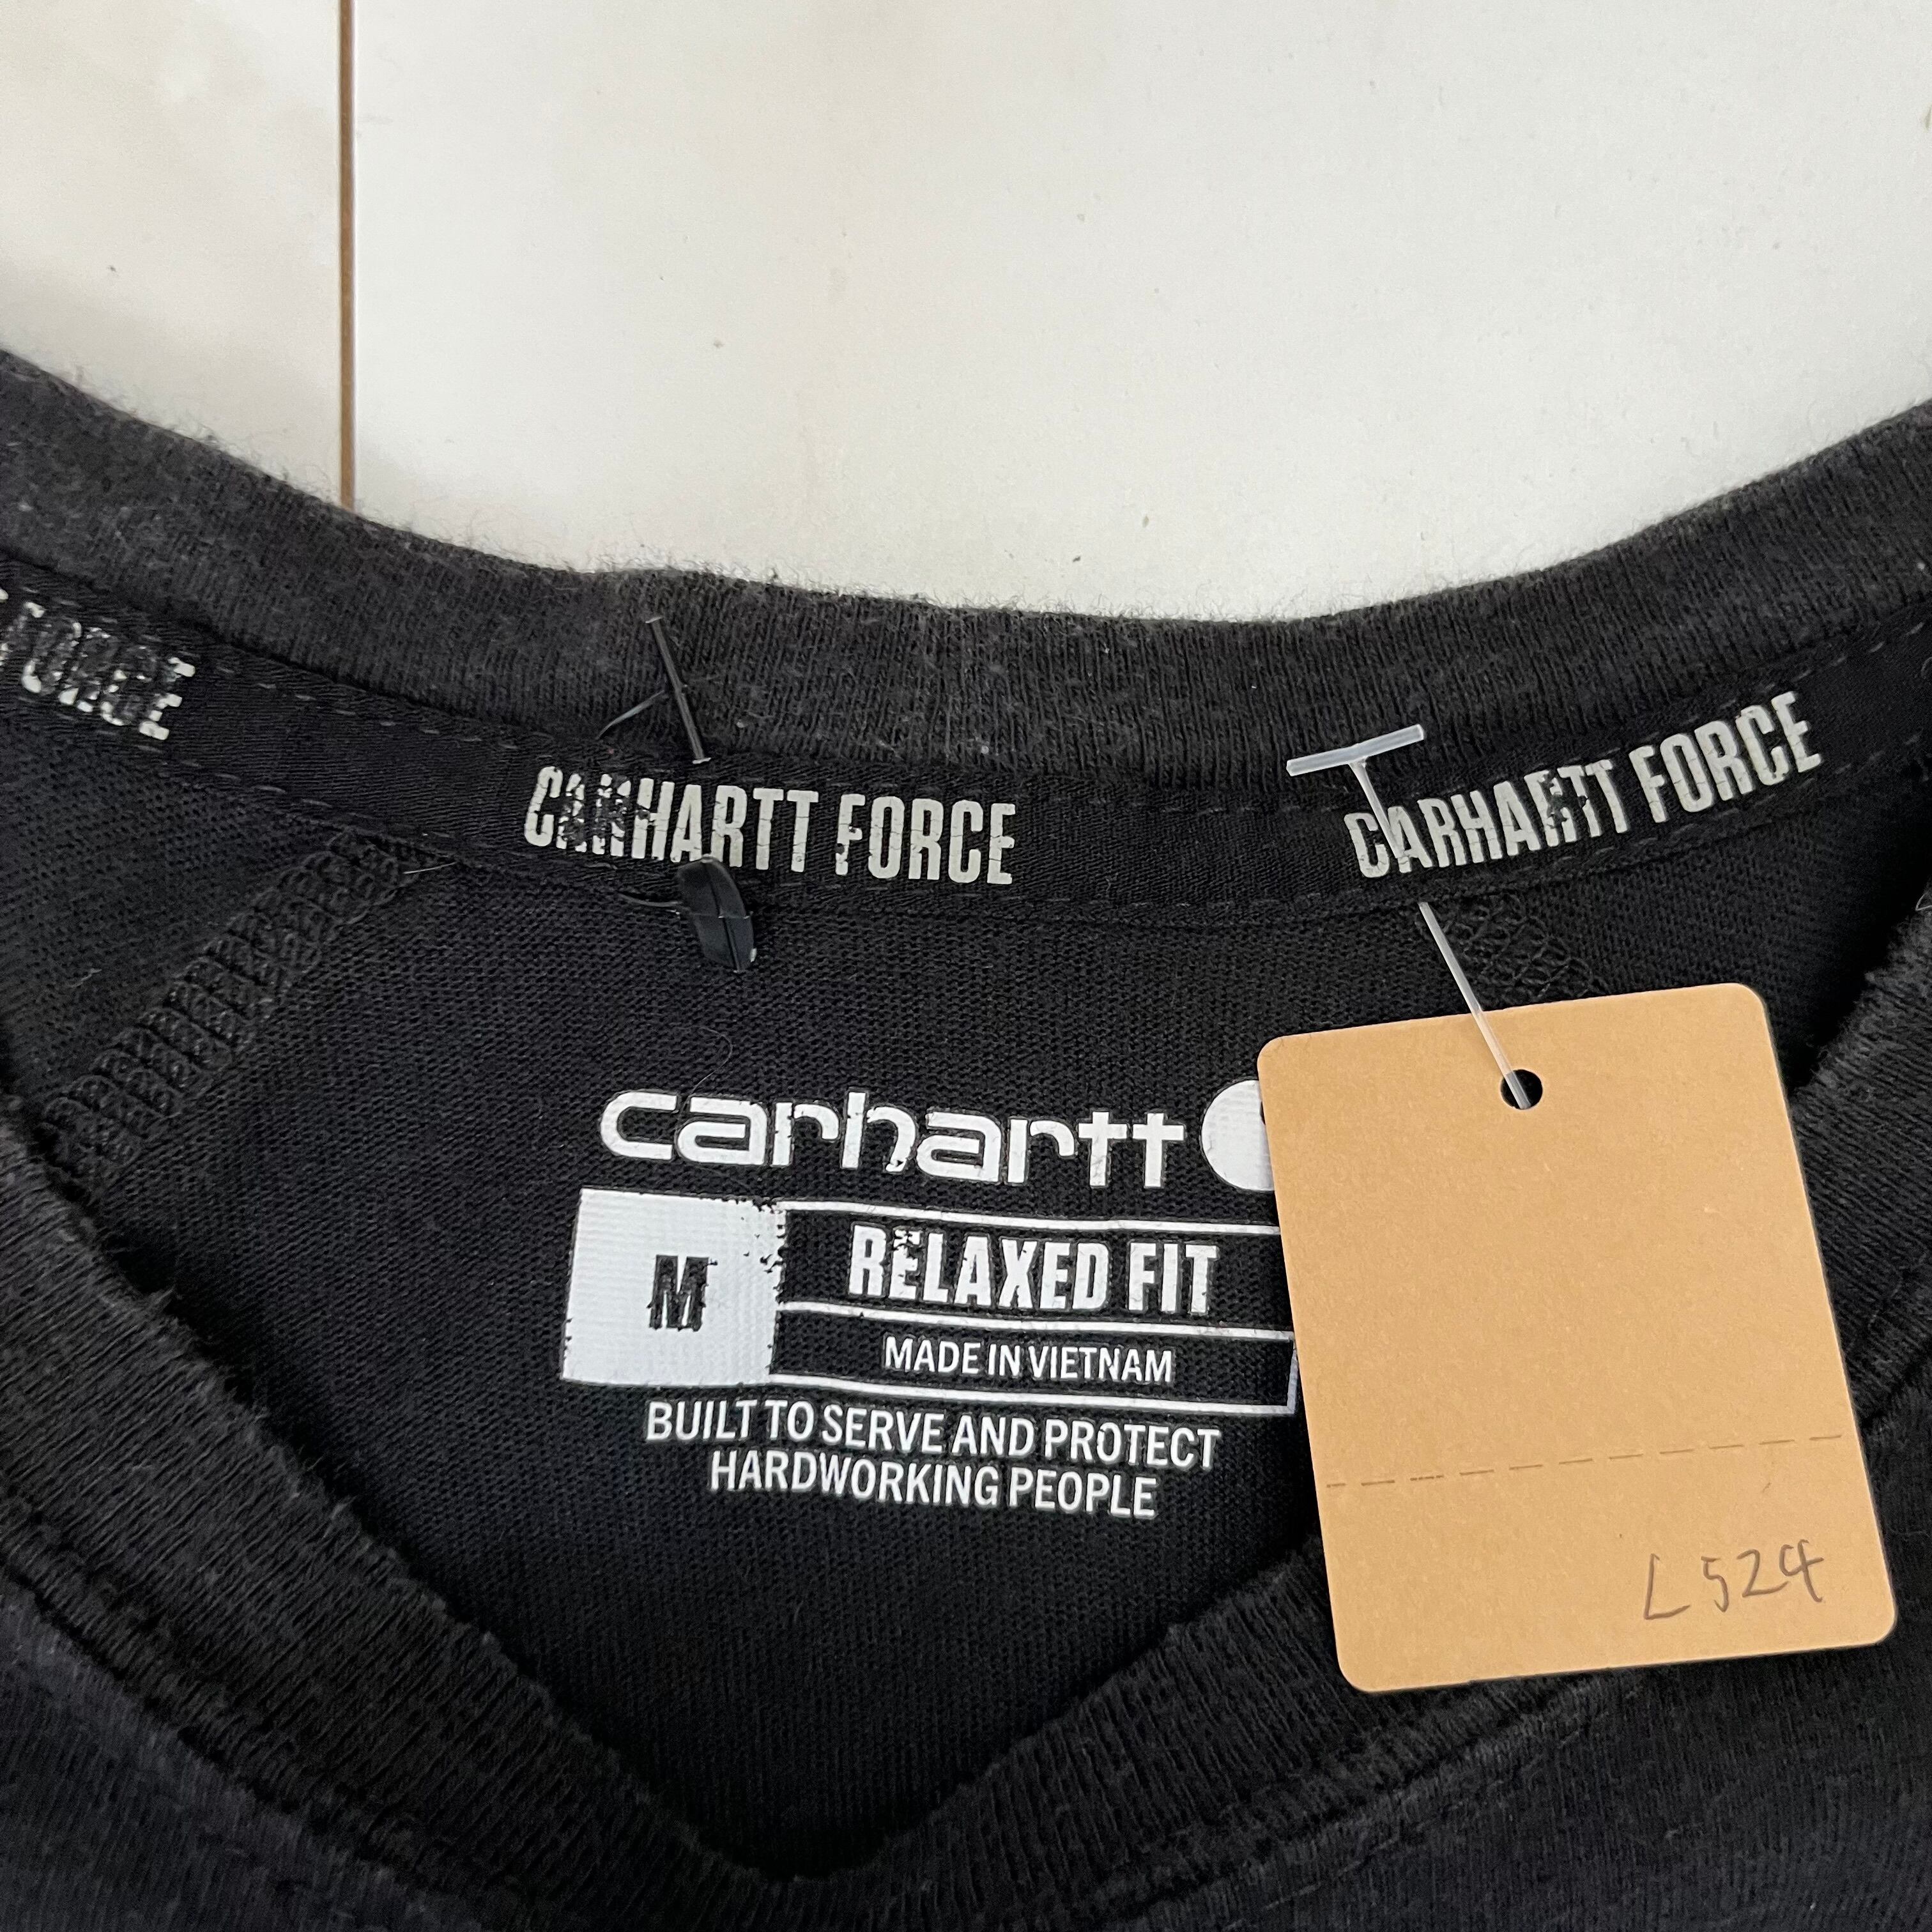 FORCE
CARHARTT FORCE
CARHARTT FORCE
carhartt
M
RELAXED FIT
MADE IN VIETNAM
BUILT TO SERVE AND PROTECT
HARDWORKING PEOPLE
L524